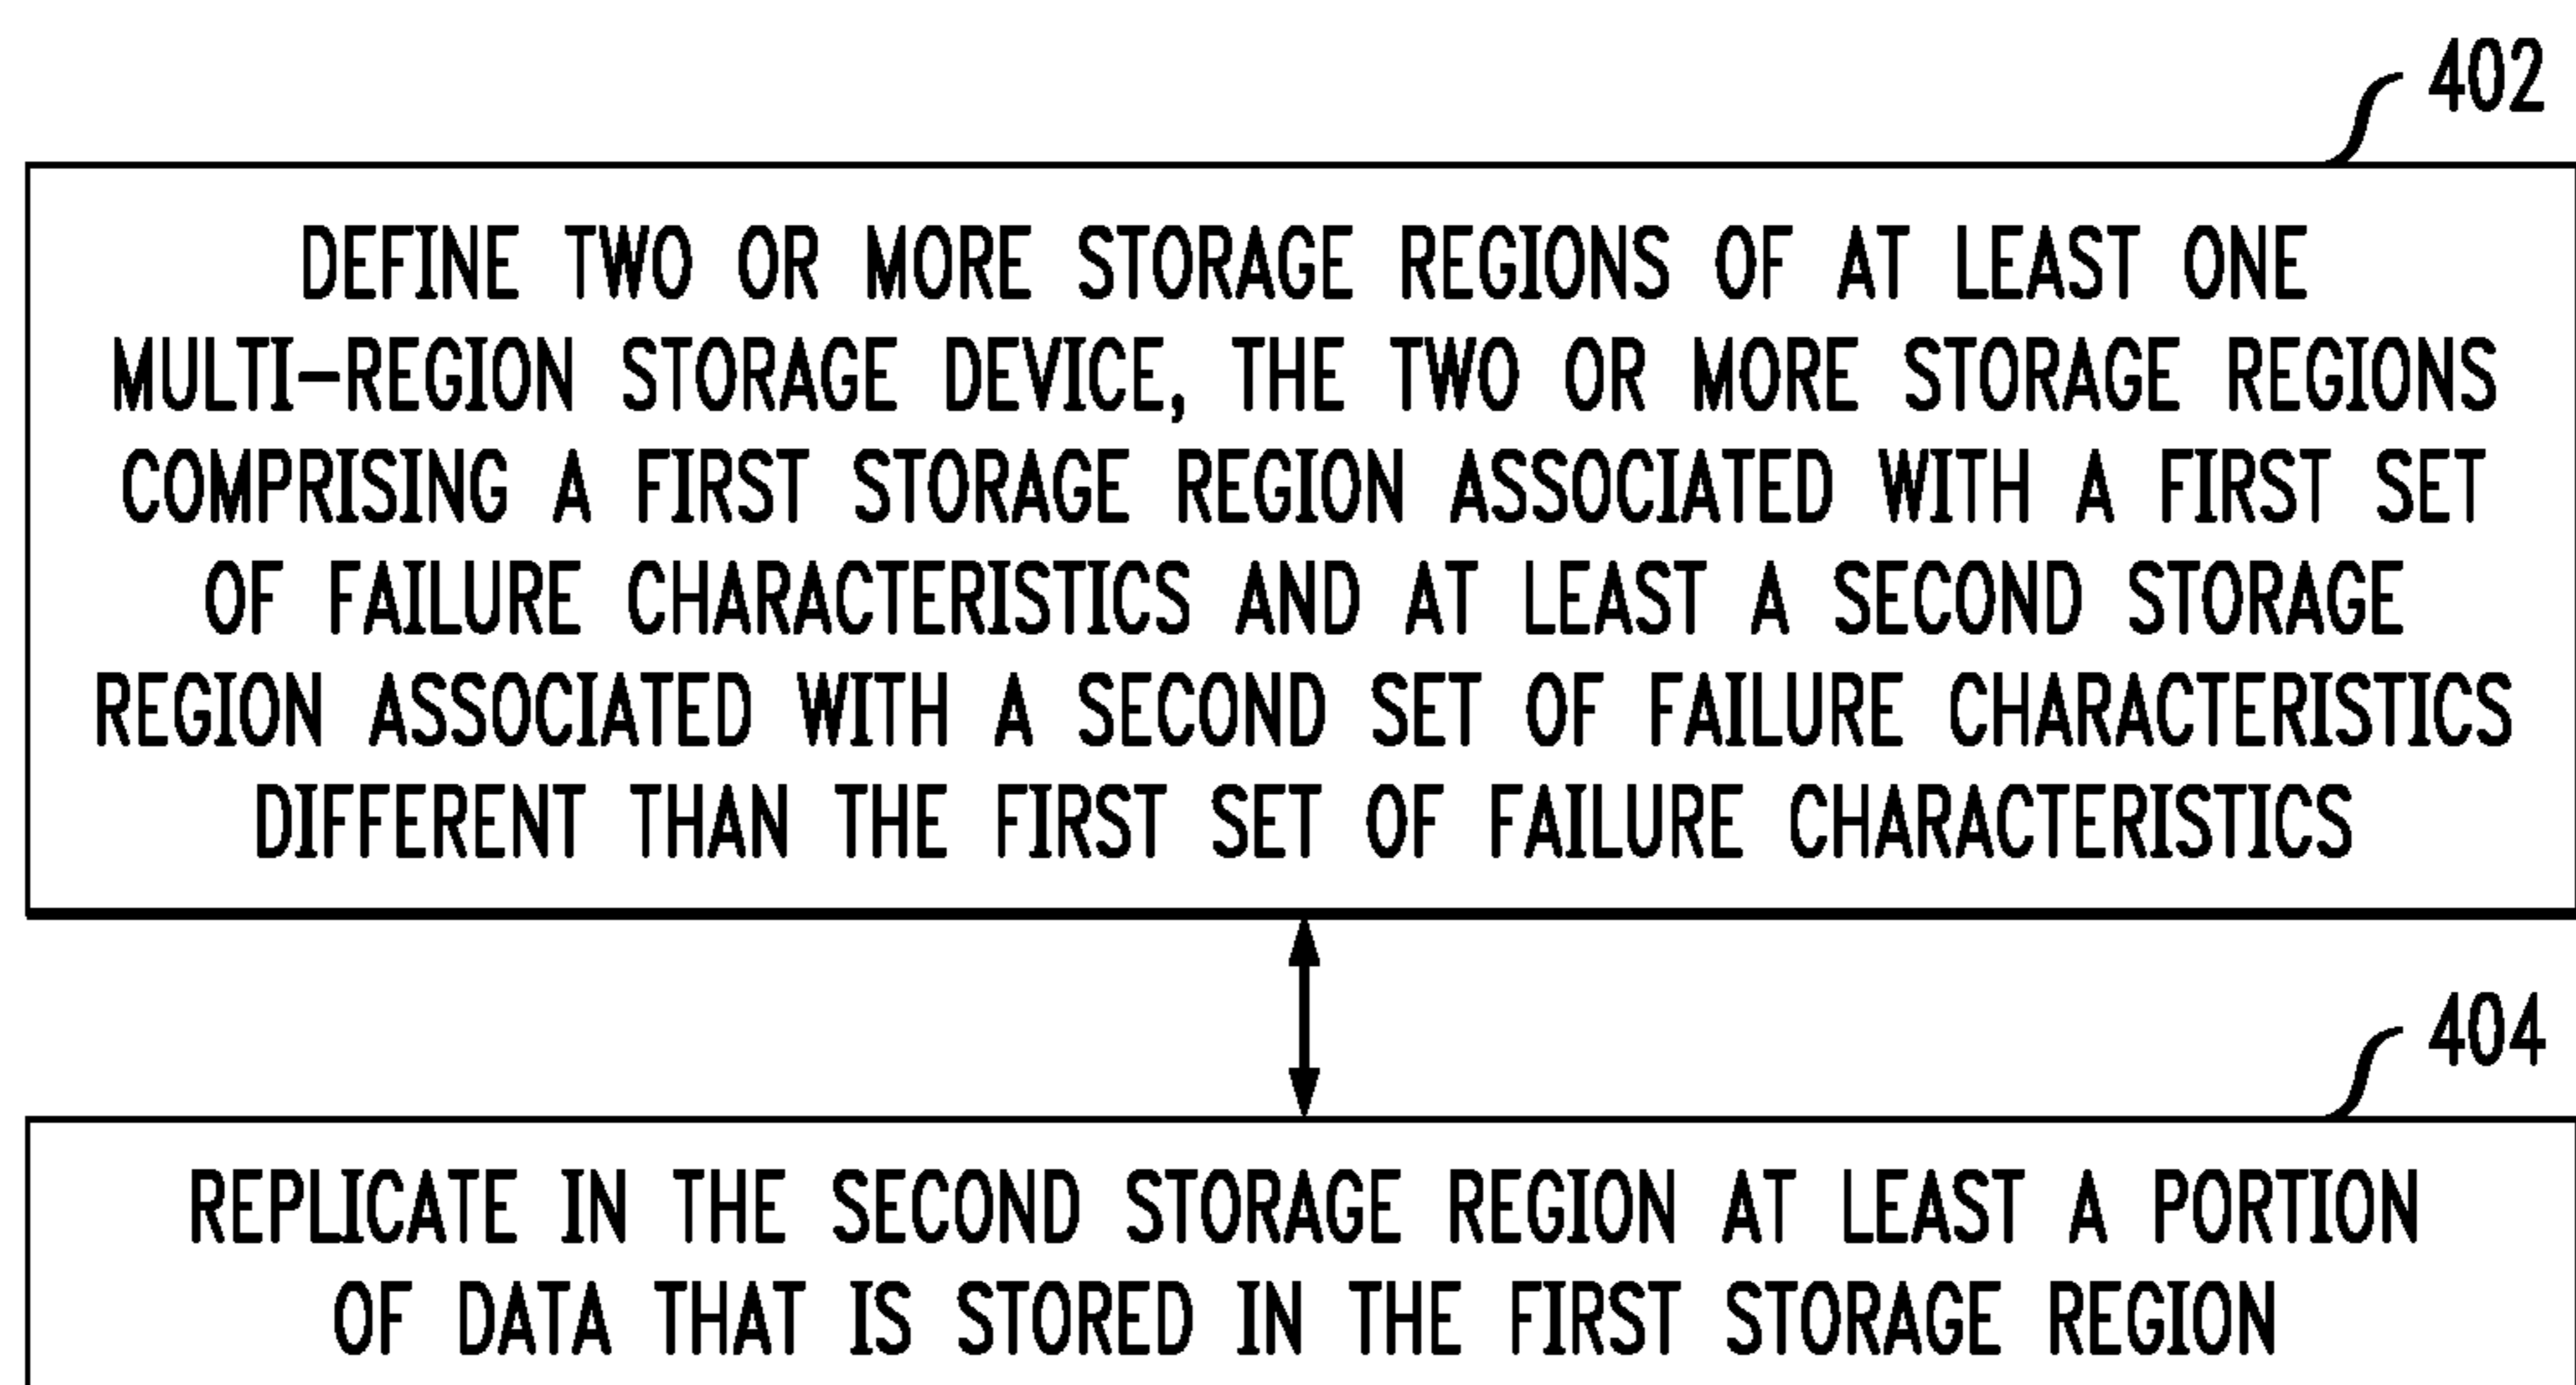 402
DEFINE TWO OR MORE STORAGE REGIONS OF AT LEAST ONE
MULTI-REGION STORAGE DEVICE, THE TWO OR MORE STORAGE REGIONS
COMPRISING A FIRST STORAGE REGION ASSOCIATED WITH A FIRST SET
OF FAILURE CHARACTERISTICS AND AT LEAST A SECOND STORAGE
REGION ASSOCIATED WITH A SECOND SET OF FAILURE CHARACTERISTICS
DIFFERENT THAN THE FIRST SET OF FAILURE CHARACTERISTICS
404
REPLICATE IN THE SECOND STORAGE REGION AT LEAST A PORTION
OF DATA THAT IS STORED IN THE FIRST STORAGE REGION